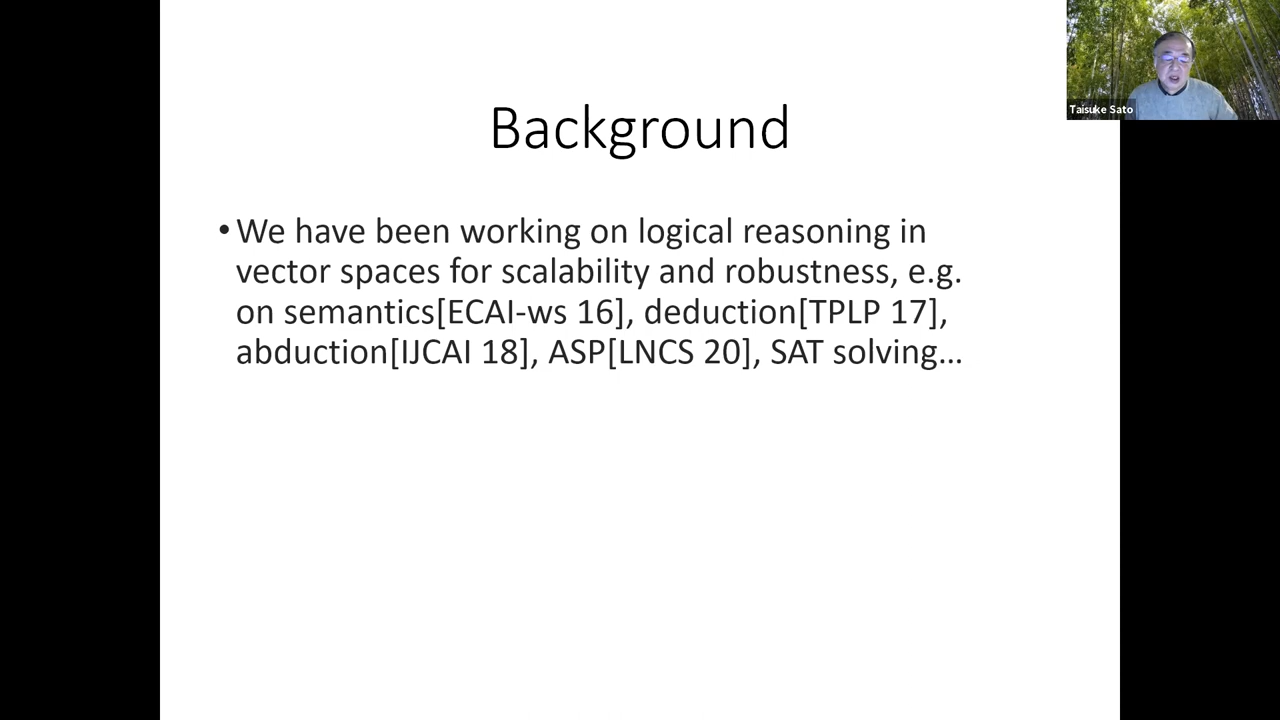 Taisuke Sato
Background
• We have been working on logical reasoning in
vector spaces for scalability and robustness, e.g.
on semantics[ECAI-ws 16], deduction[TPLP 17],
abduction[IJCAI 18], ASP[LNCS 20], SAT solving…